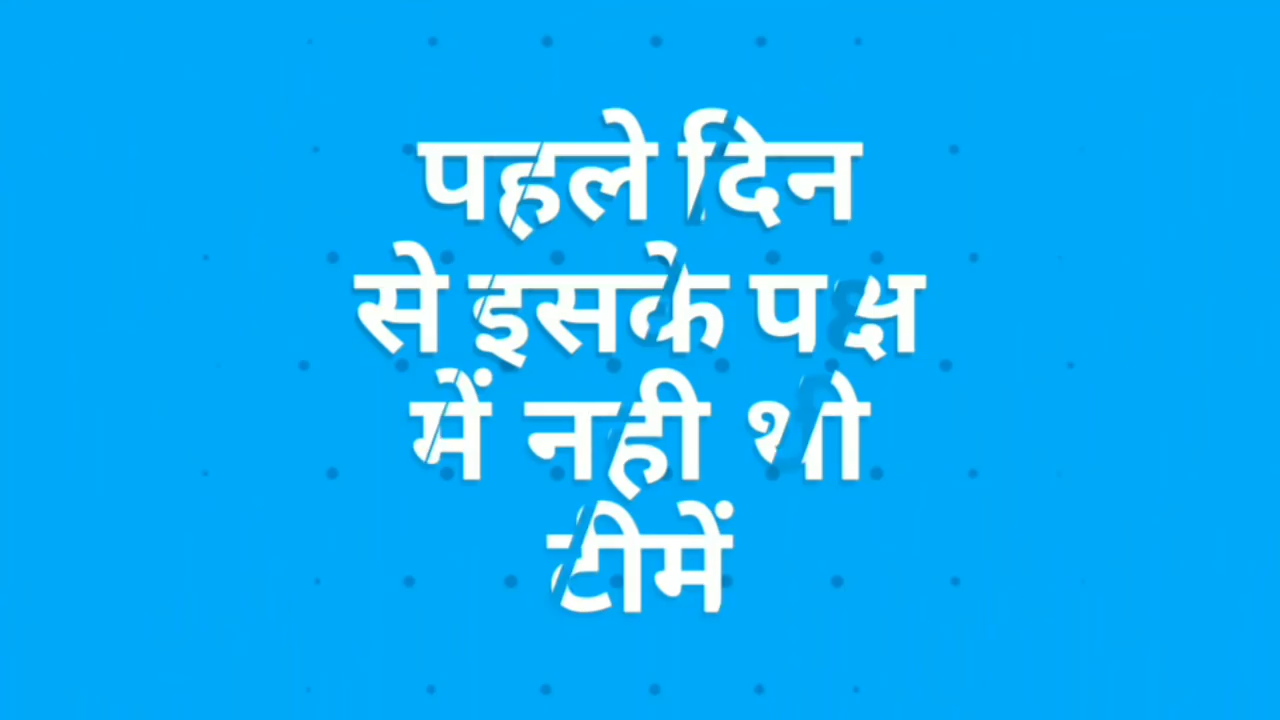 पहले दिन
से इसके पक्ष
में नही थी
टीमें